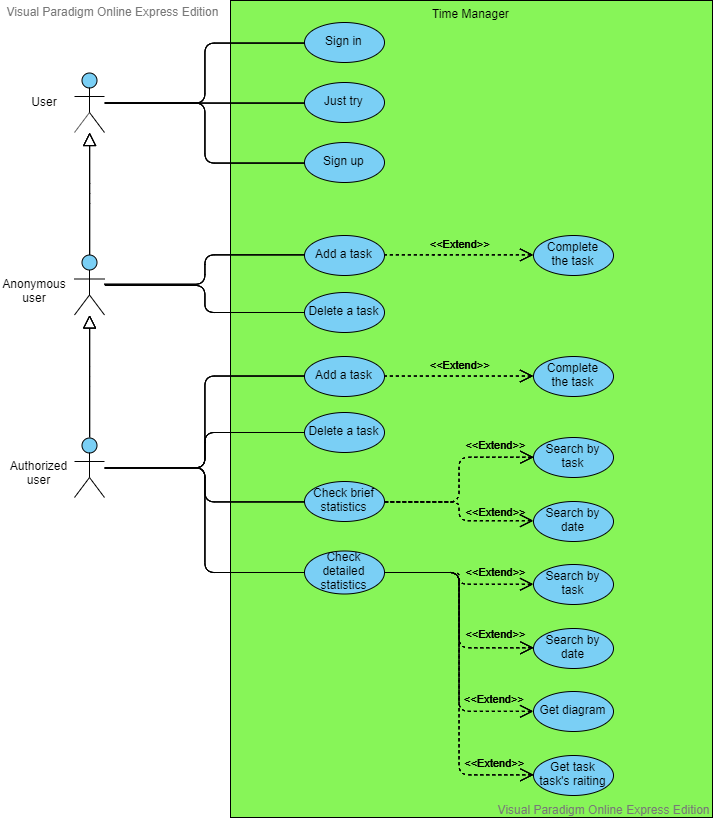 Visual Paradigm Online Express Edition
Time Manager
Sign in
User
Just try
Sign up
Add a task
<<Extend>>
Complete
the task
Anonymous
user
Delete a task
Add a task
<<Extend>>
Complete
the task
Delete a task
<<Extend>>
Search by
task
Authorized
user
Check brief
statistics
<<Extend>>
Search by
date
Check
detailed
statistics
<<Extend>>
Search by
task
<<Extend>>
Search by
date
<<Extend>>
Get diagram
<<Extend>>
Get task
task's raiting
Visual Paradigm Online Express Edition